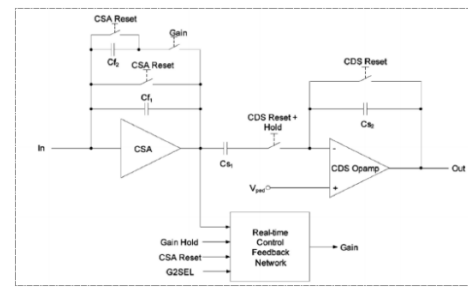 CSA Reset
Gain
Cf2
CSA Reset
Cf1
CDS Reset
CDS Reset +
Hold
Cs2
In
CSA
Cs1
-
CDS Opamp
Out
Vped
+
Real-time
Control
Feedback
Network
Gain Hold
CSA Reset
G2SEL
Gain